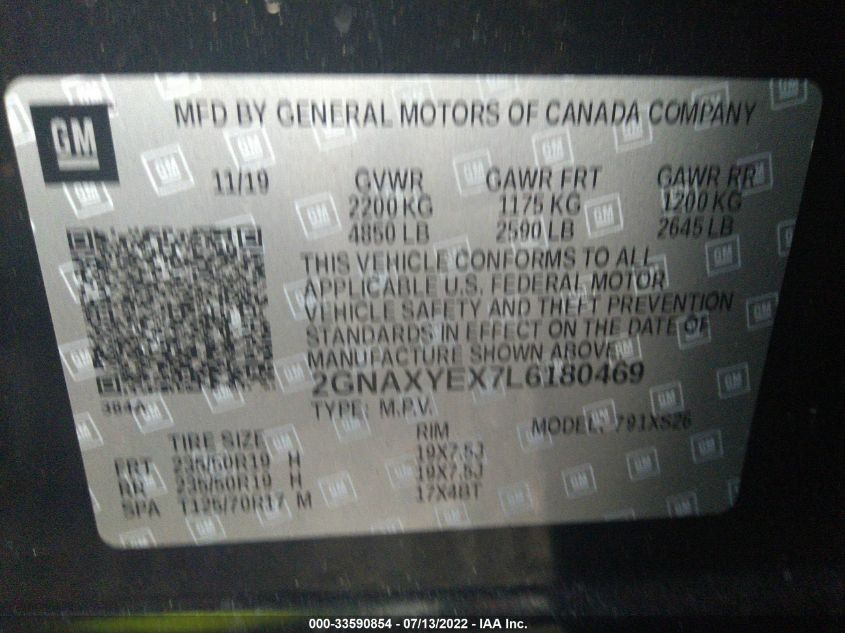 GM
MFD BY GENERAL MOTORS OF CANADA COMPANY
11/19 GVWR GAWR FRT GAWR RR
2200 KG 1175 KG 1200 KG
4850 LB 2590 LB 2645 LB
THIS VEHICLE CONFORMS TO ALL
APPLICABLE U.S. FEDERAL MOTOR
VEHICLE SAFETY AND THEFT PREVENTION
STANDARDS IN EFFECT ON THE DATE OF
MANUFACTURE SHOWN ABOVE.
2GNAXYEX7L6180469
384A TYPE: M.P.V. MODEL: 791XS26
TIRE SIZE RIM
FRT 235/50R19 H 19X7.5J
RR 235/50R19 H 19X7.5J
SPA T125/70R17 M 17X4BT
000-33590854 - 07/13/2022 - IAA Inc.